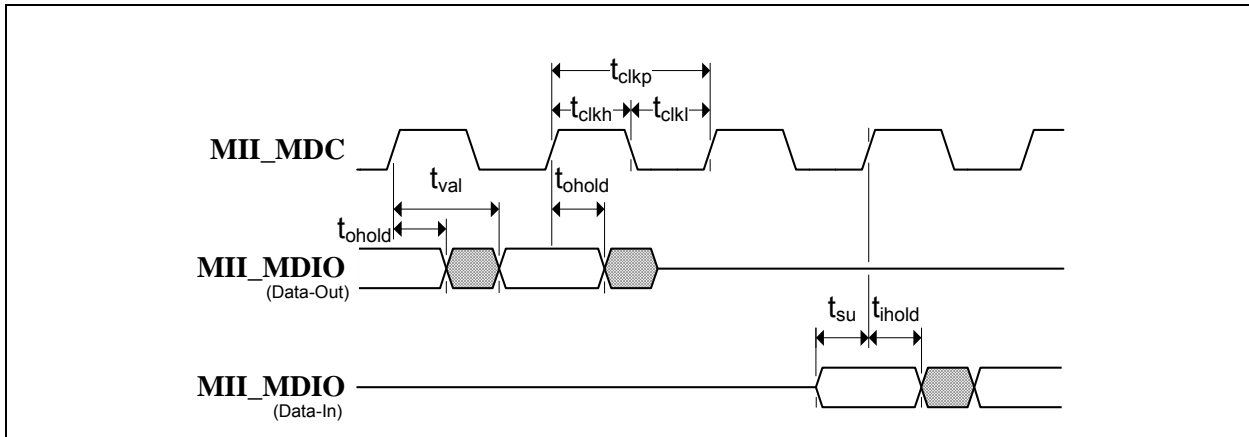 tclkp
tclkh tclkl
MII_MDC
tval tohold
tohold
MII_MDIO
(Data-Out)
tsu tihold
MII_MDIO
(Data-In)